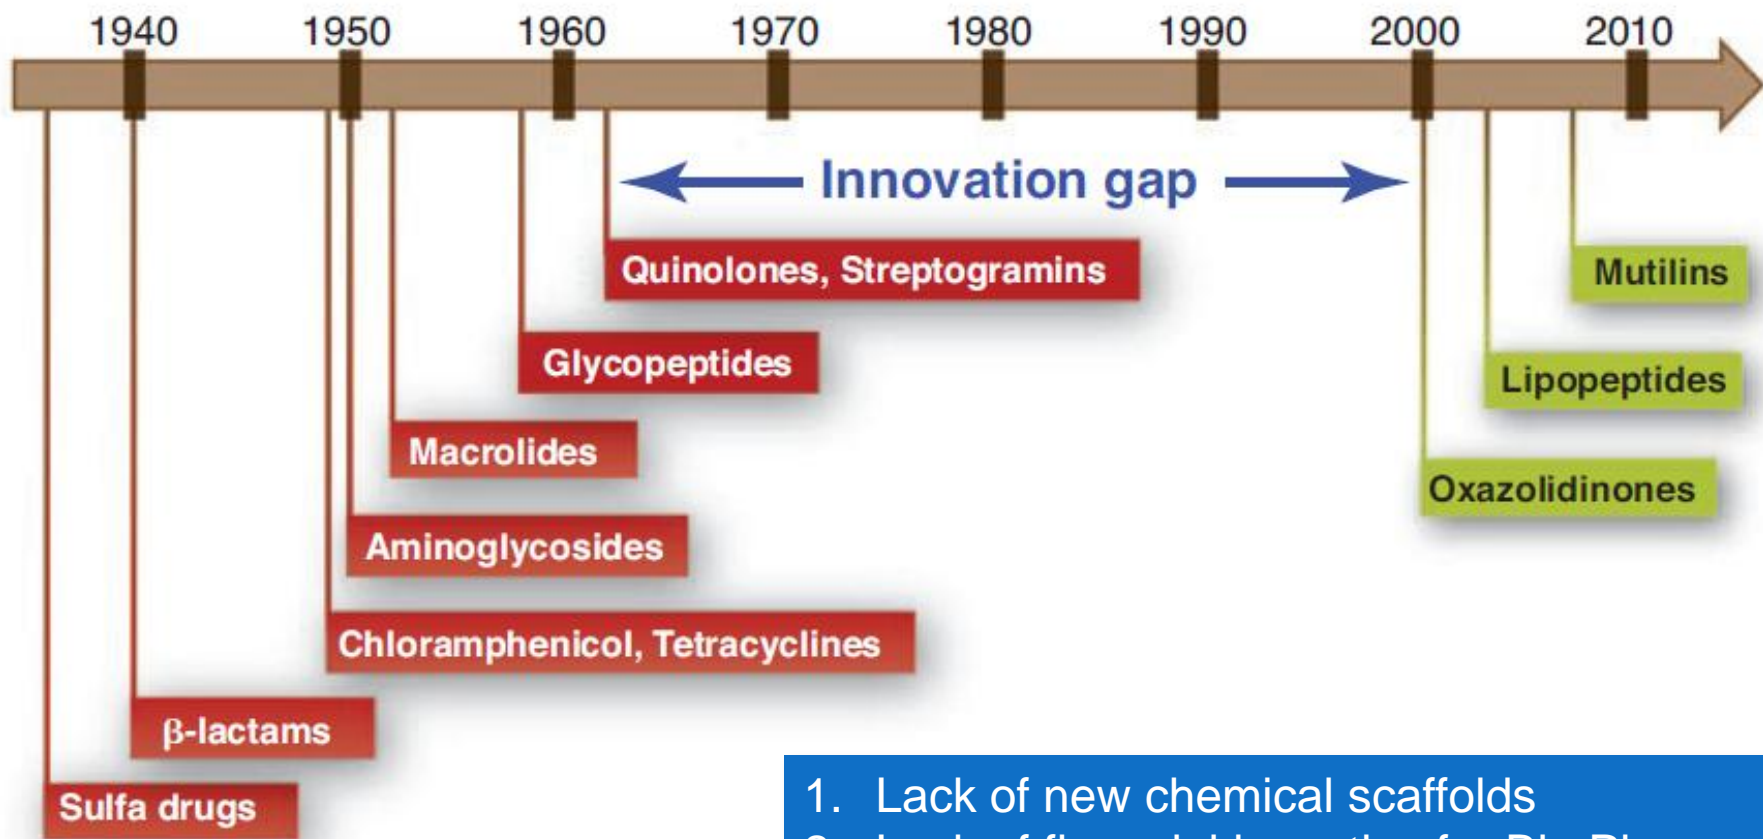 1940 1950 1960 1970 1980 1990 2000 2010
Innovation gap
Quinolones, Streptogramins
Mutilins
Glycopeptides
Lipopeptides
Macrolides
Oxazolidinones
Aminoglycosides
Chloramphenicol, Tetracyclines
β-lactams
Sulfa drugs
1. Lack of new chemical scaffolds